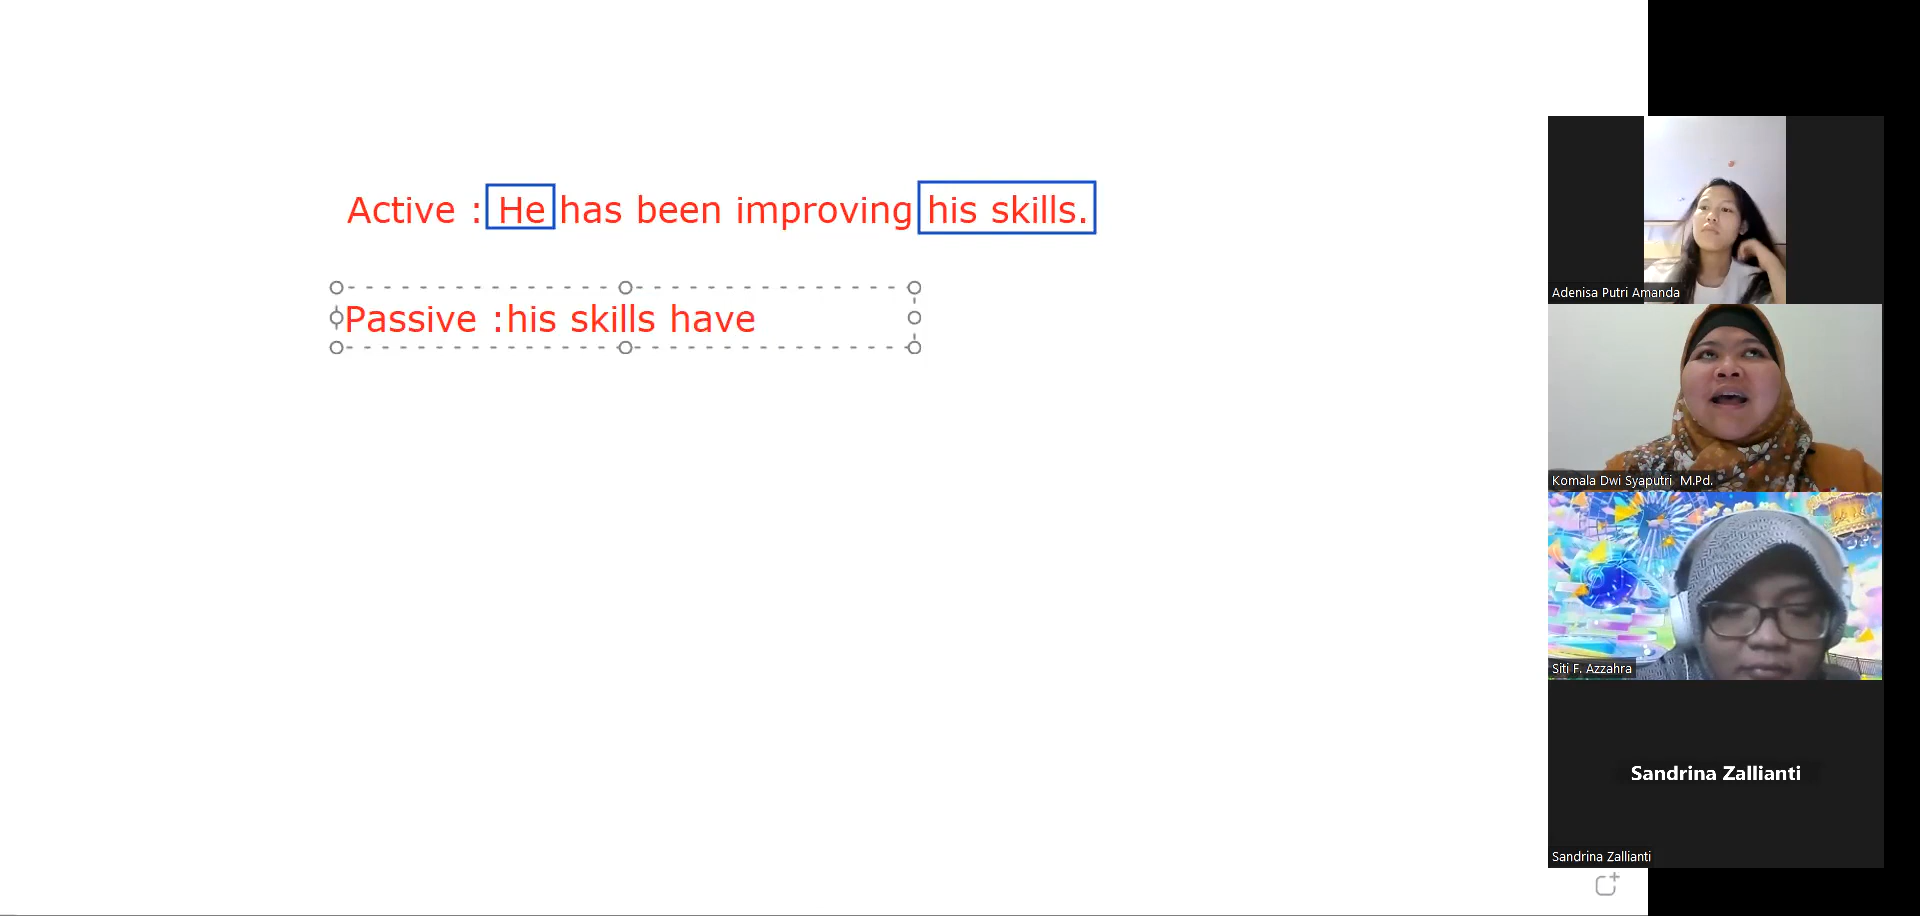 Active : He has been improving his skills.
Passive :his skills have
Adenisa Putri Amanda
Komala Dwi Syaputri M.Pd.
Siti F. Azzahra
Sandrina Zallianti
Sandrina Zallianti